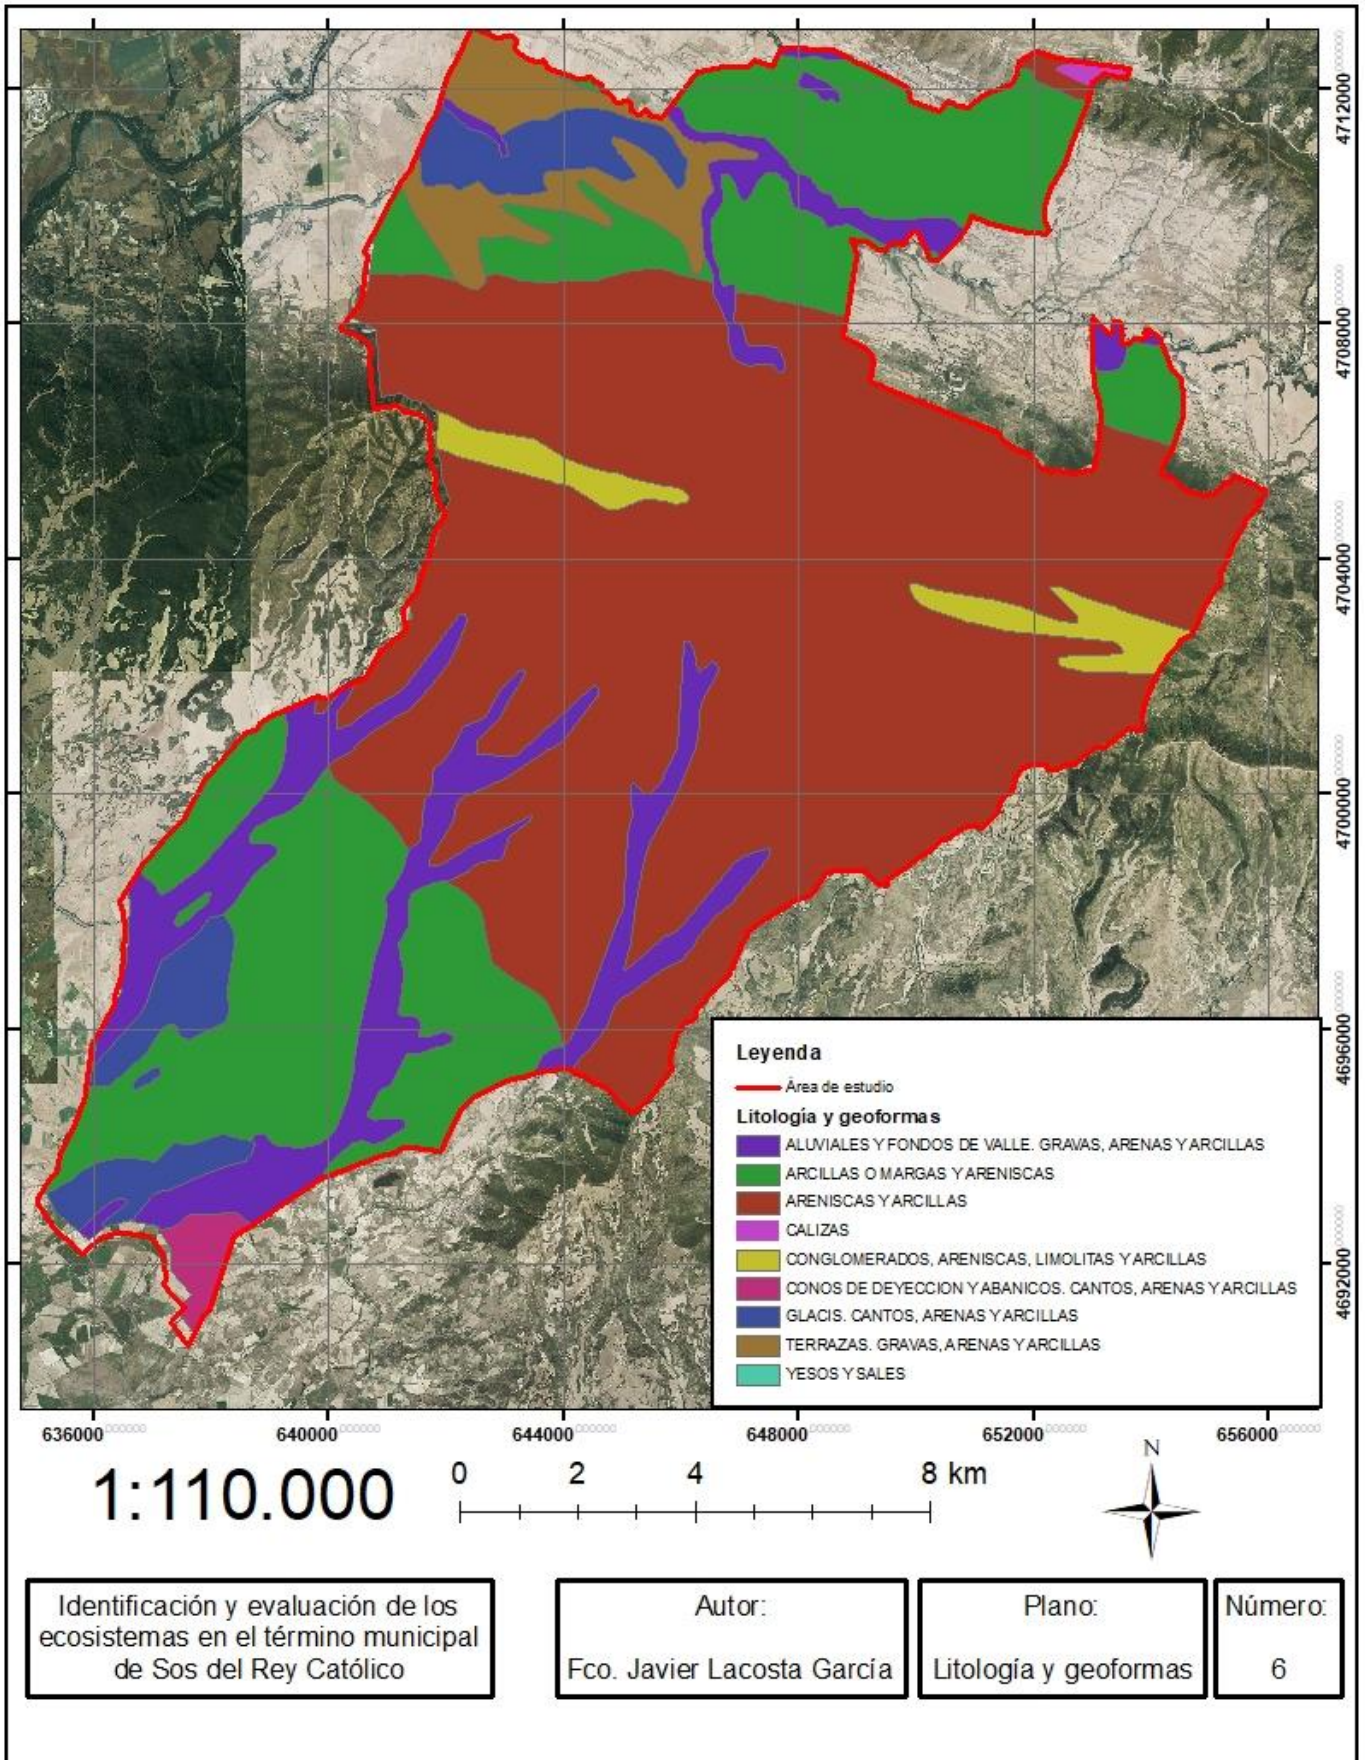 4712000
4708000
4704000
4700000
4696000
4692000
Leyenda
Área de estudio
Litología y geoformas
ALUVIALES Y FONDOS DE VALLE. GRAVAS, ARENAS Y ARCILLAS
ARCILLAS O MARGAS Y ARENISCAS
ARENISCAS Y ARCILLAS
CALIZAS
CONGLOMERADOS, ARENISCAS, LIMOLITAS Y ARCILLAS
CONOS DE DEYECCION Y ABANICOS. CANTOS, ARENAS Y ARCILLAS
GLACIS. CANTOS, ARENAS Y ARCILLAS
TERRAZAS. GRAVAS, ARENAS Y ARCILLAS
YESOS Y SALES
636000 640000 644000 648000 652000 656000
1:110.000
0 2 4 8 km
N
Identificación y evaluación de los
ecosistemas en el término municipal
de Sos del Rey Católico
Autor:
Fco. Javier Lacosta García
Plano:
Litología y geoformas
Número:
6